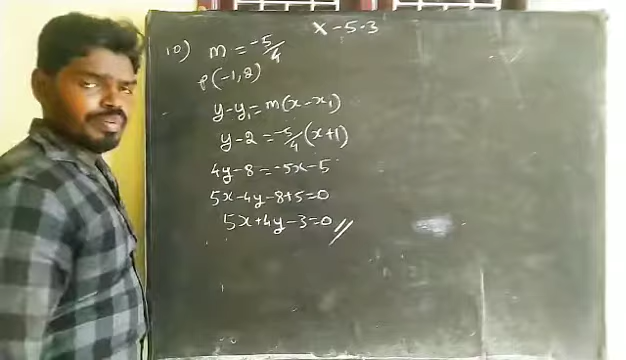 X - 5.3
10) m = -5/4
P(-1, 2)
y-y₁=m(x-x₁)
y-2=-5/4(x+1)
4y-8=-5x-5
5x-4y-8+5=0
5x+4y-3=0//